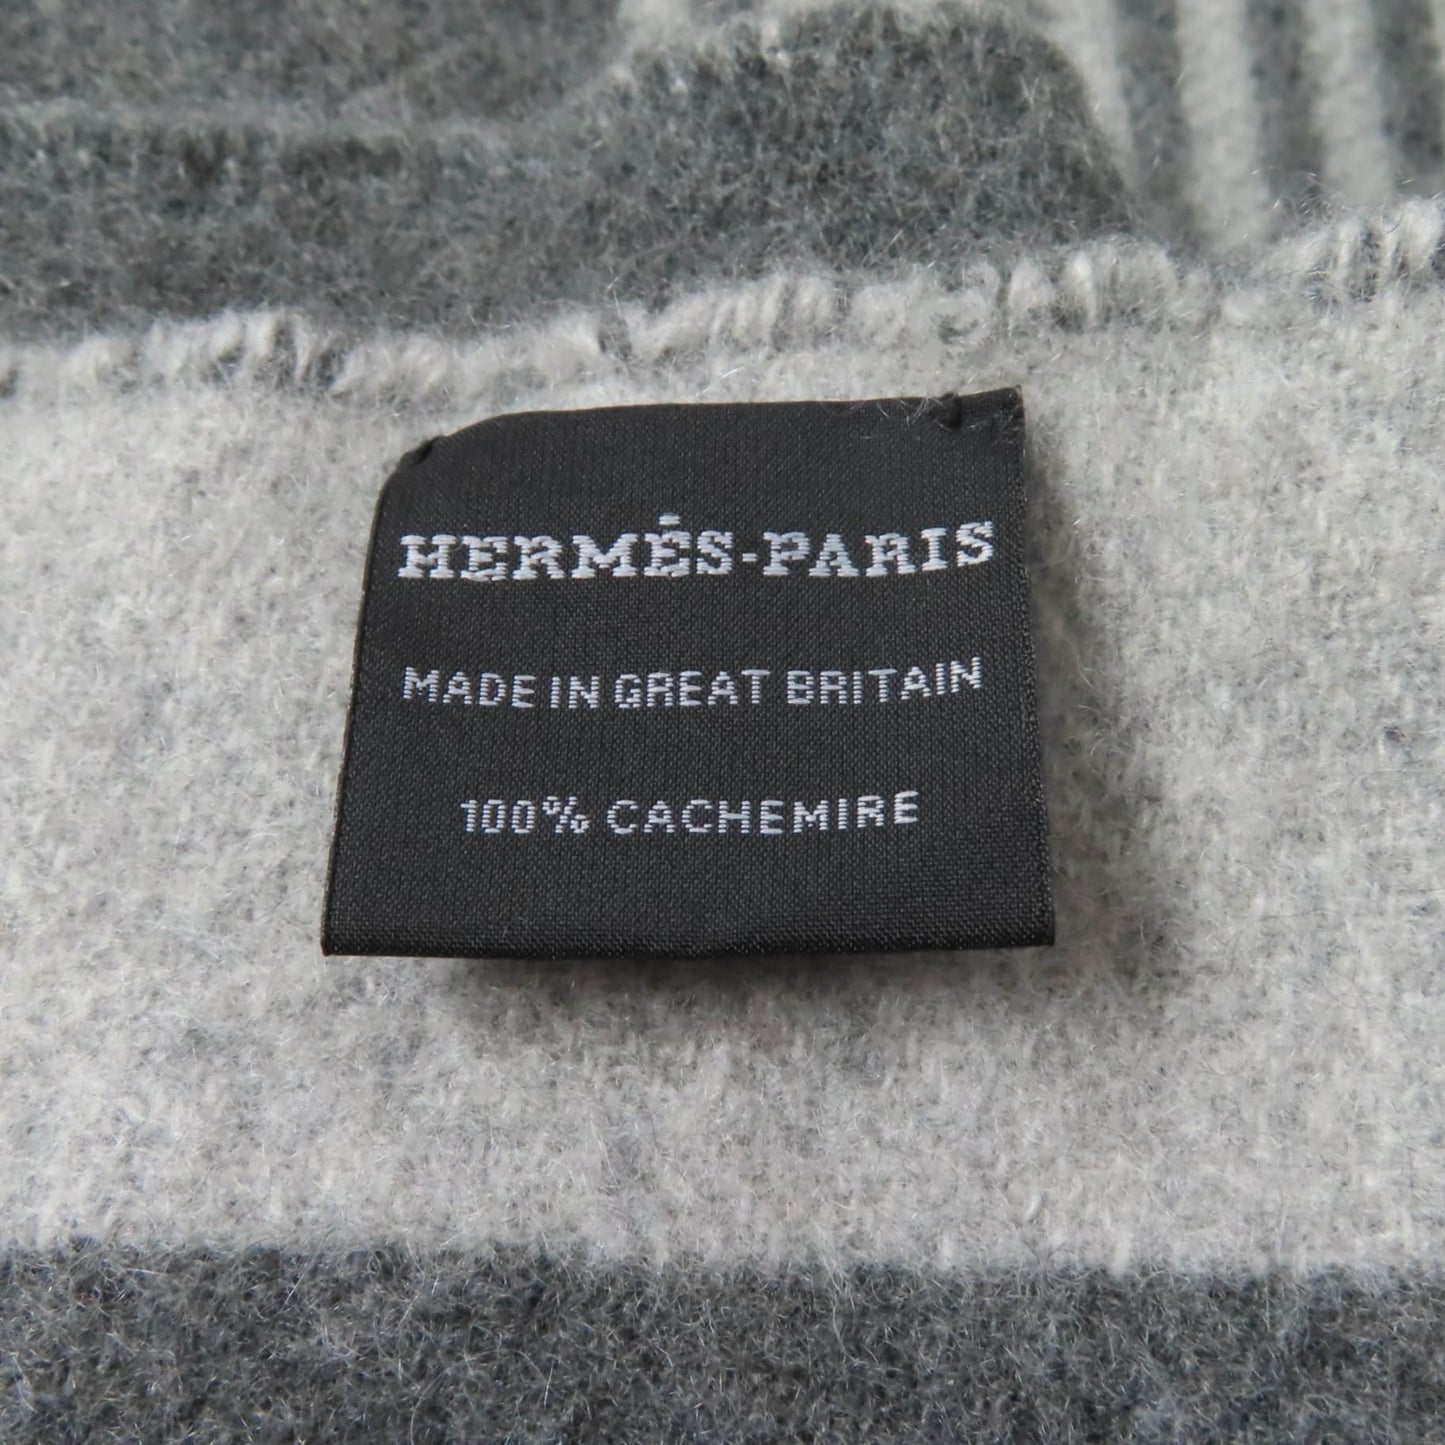 HERMÈS-PARIS
MADE IN GREAT BRITAIN
100% CACHEMIRE